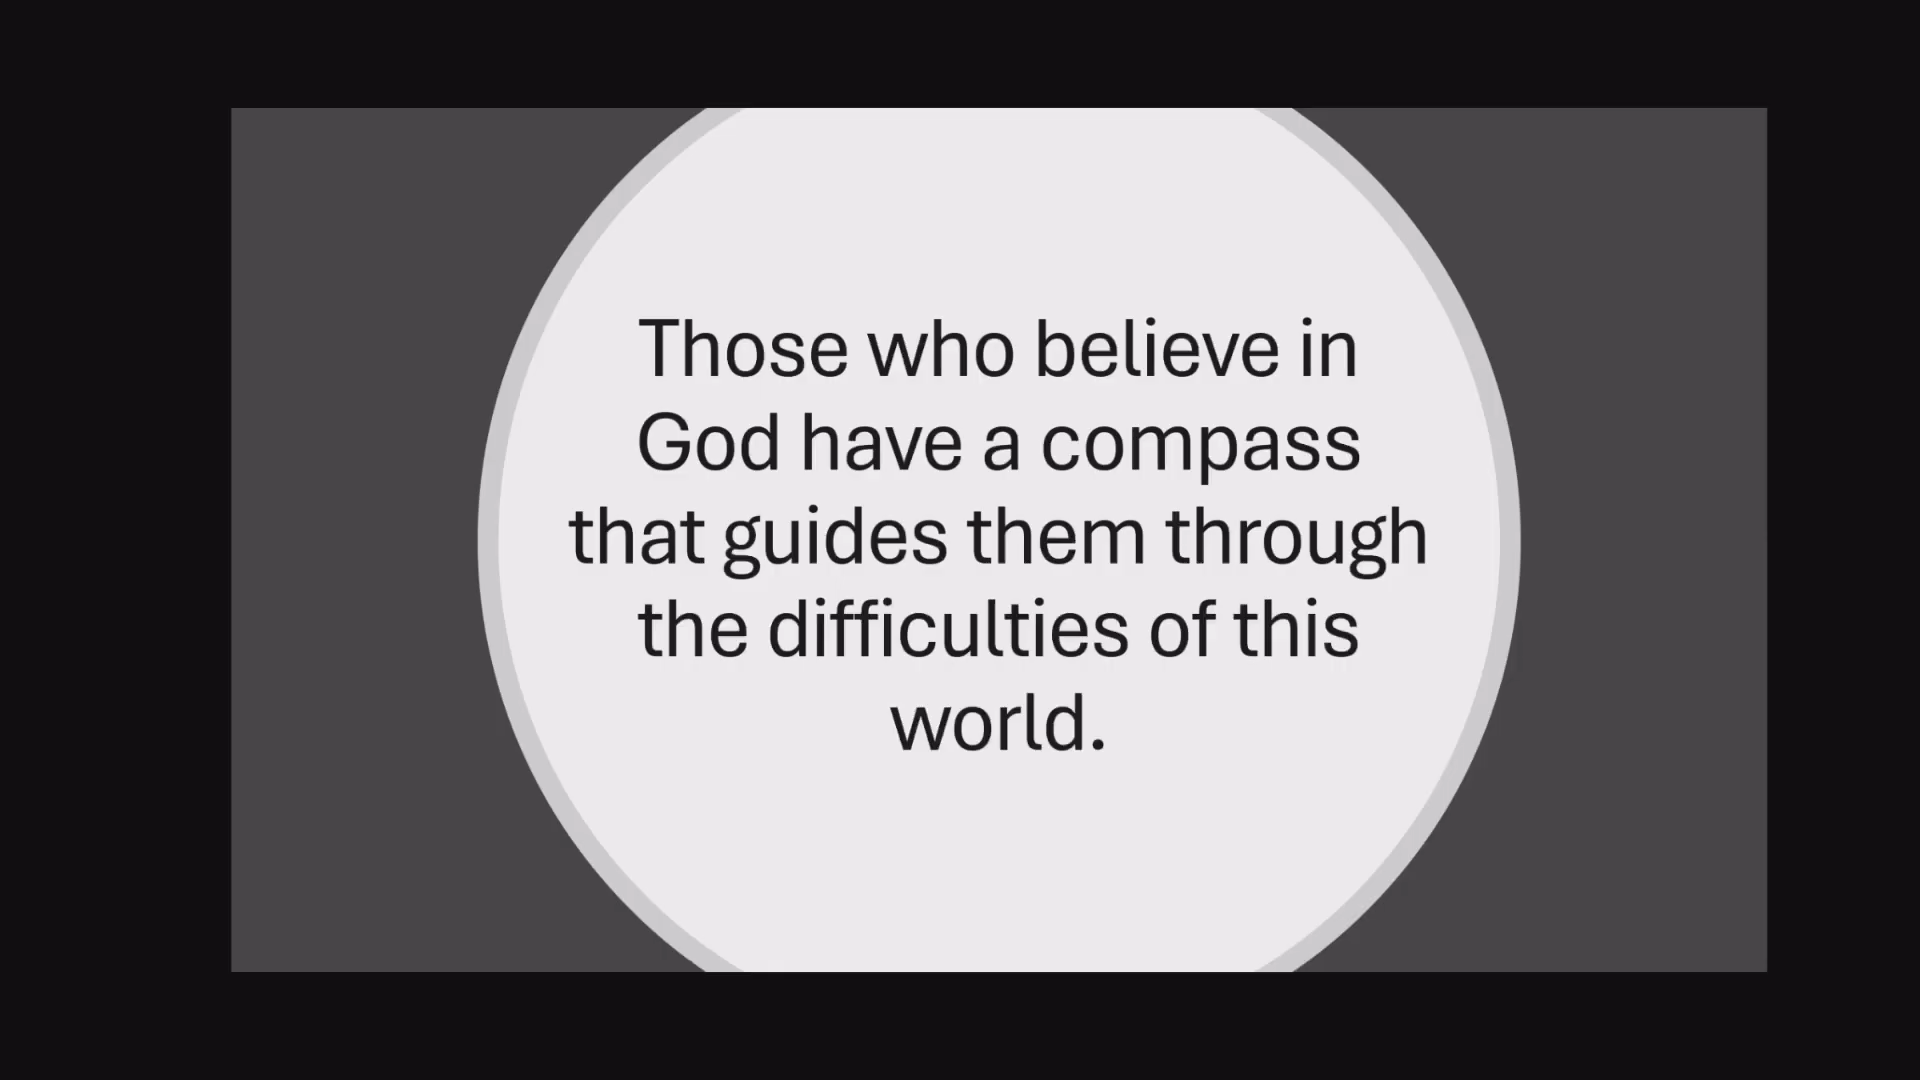 Those who believe in
God have a compass
that guides them through
the difficulties of this
world.